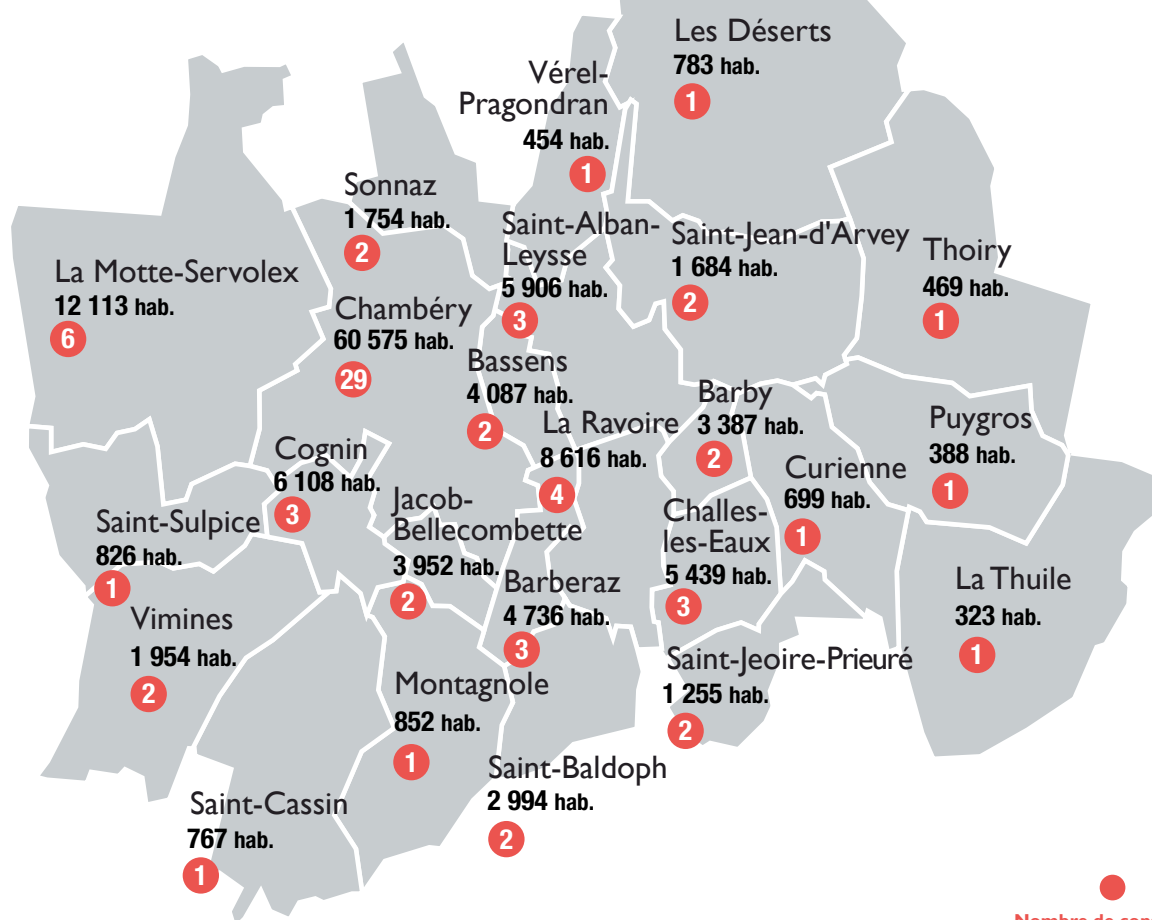 Les Déserts
783 hab.
1
Vérel-
Pragondran
454 hab.
1
Sonnaz
1 754 hab.
2
Saint-Alban-
Leysse
5 906 hab.
3
Saint-Jean-d'Arvey
1 684 hab.
2
Thoiry
469 hab.
1
La Motte-Servolex
12 113 hab.
6
Chambéry
60 575 hab.
29
Bassens
4 087 hab.
2
La Ravoire
8 616 hab.
4
Barby
3 387 hab.
2
Puygros
388 hab.
1
Cognin
6 108 hab.
3
Curienne
699 hab.
1
Jacob-
Bellecombette
3 952 hab.
2
Saint-Sulpice
826 hab.
1
Challes-
les-Eaux
5 439 hab.
3
La Thuile
323 hab.
1
Barberaz
4 736 hab.
3
Vimines
1 954 hab.
2
Saint-Jeoire-Prieuré
1 255 hab.
2
Montagnole
852 hab.
1
Saint-Baldoph
2 994 hab.
2
Saint-Cassin
767 hab.
1
Nombre de